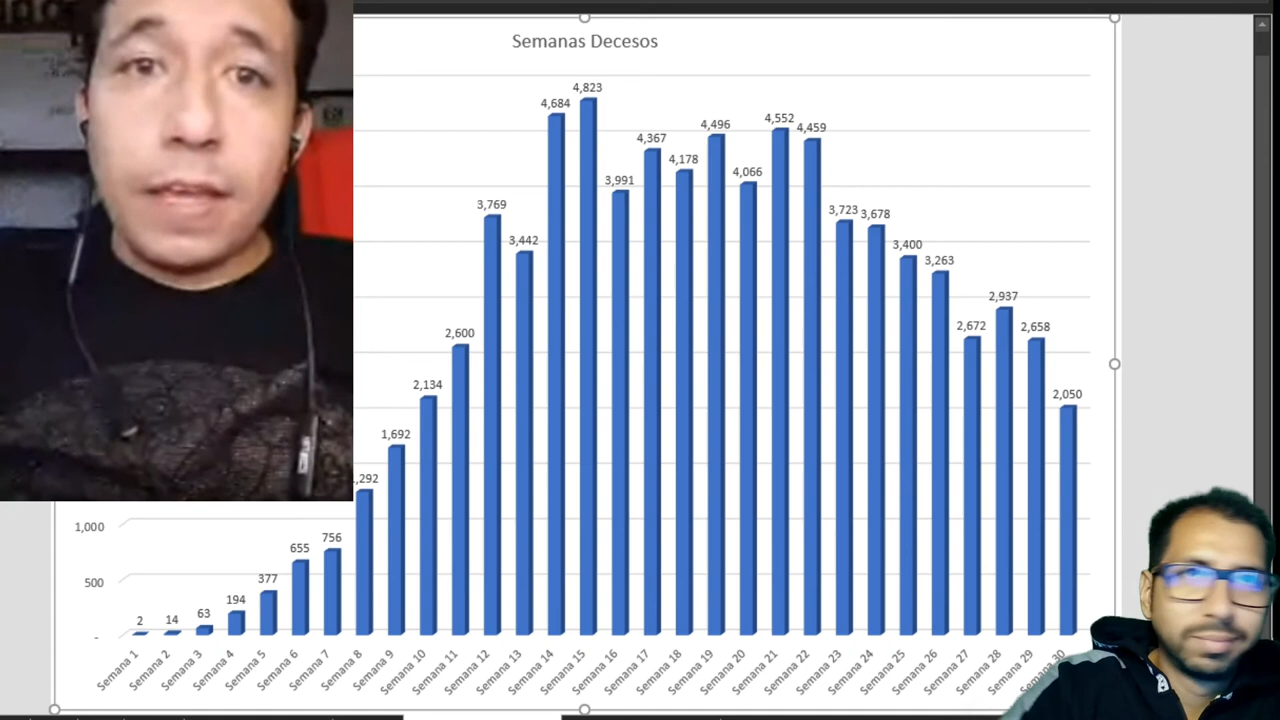 Semanas Decesos
4,823
4,684
4,552
4,496
4,459
4,367
4,178
4,066
3,991
3,769
3,723
3,678
3,442
3,400
3,263
2,937
2,672
2,658
2,600
2,134
2,050
1,692
,292
1,000
756
655
500
377
194
63
14
2
-
Semana 1
Semana 2
Semana 3
Semana 4
Semana 5
Semana 6
Semana 7
Semana 8
Semana 9
Semana 10
Semana 11
Semana 12
Semana 13
Semana 14
Semana 15
Semana 16
Semana 17
Semana 18
Semana 19
Semana 20
Semana 21
Semana 22
Semana 23
Semana 24
Semana 25
Semana 26
Semana 27
Semana 28
Semana 29
Semana 30